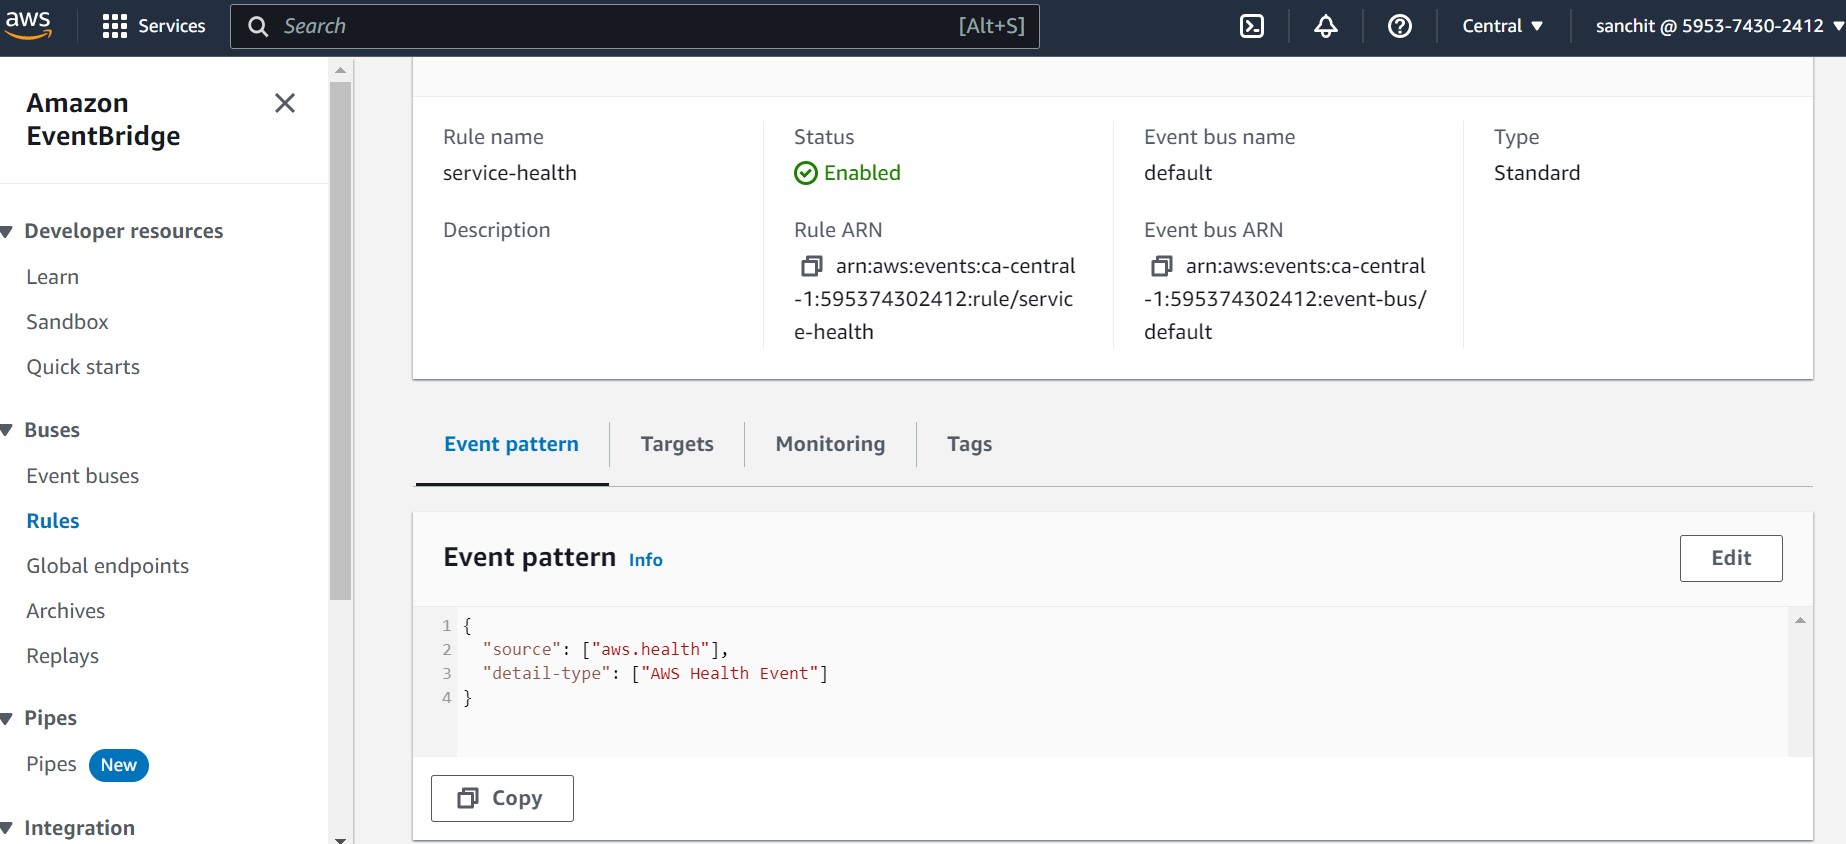 aws
Services
Search
[Alt+S]
Central
sanchit @ 5953-7430-2412
Amazon
EventBridge
Developer resources
Learn
Sandbox
Quick starts
Buses
Event buses
Rules
Global endpoints
Archives
Replays
Pipes
Pipes New
Integration
Rule name
service-health
Description
Status
Enabled
Rule ARN
arn:aws:events:ca-central
-1:595374302412:rule/servic
e-health
Event bus name
default
Event bus ARN
arn:aws:events:ca-central
-1:595374302412:event-bus/
default
Type
Standard
Event pattern
Targets
Monitoring
Tags
Event pattern Info
Edit
1 {
2 "source": ["aws.health"],
3 "detail-type": ["AWS Health Event"]
4 }
Copy